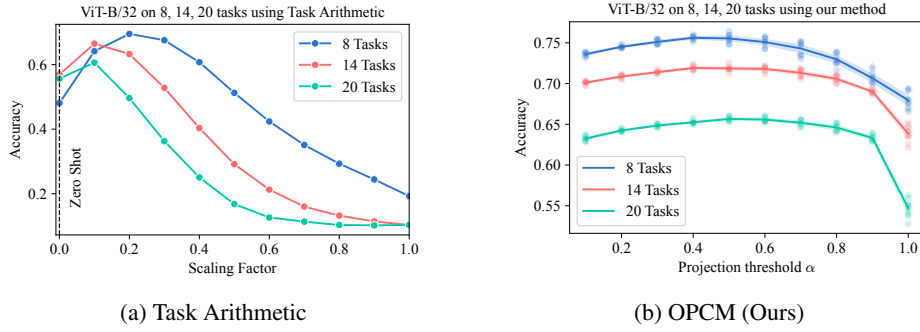 ViT-B/32 on 8, 14, 20 tasks using Task Arithmetic
Accuracy
0.6
0.4
0.2
Zero Shot
8 Tasks
14 Tasks
20 Tasks
0.0 0.2 0.4 0.6 0.8 1.0
Scaling Factor
(a) Task Arithmetic
ViT-B/32 on 8, 14, 20 tasks using our method
Accuracy
0.75
0.70
0.65
0.60
0.55
8 Tasks
14 Tasks
20 Tasks
0.2 0.4 0.6 0.8 1.0
Projection threshold α
(b) OPCM (Ours)